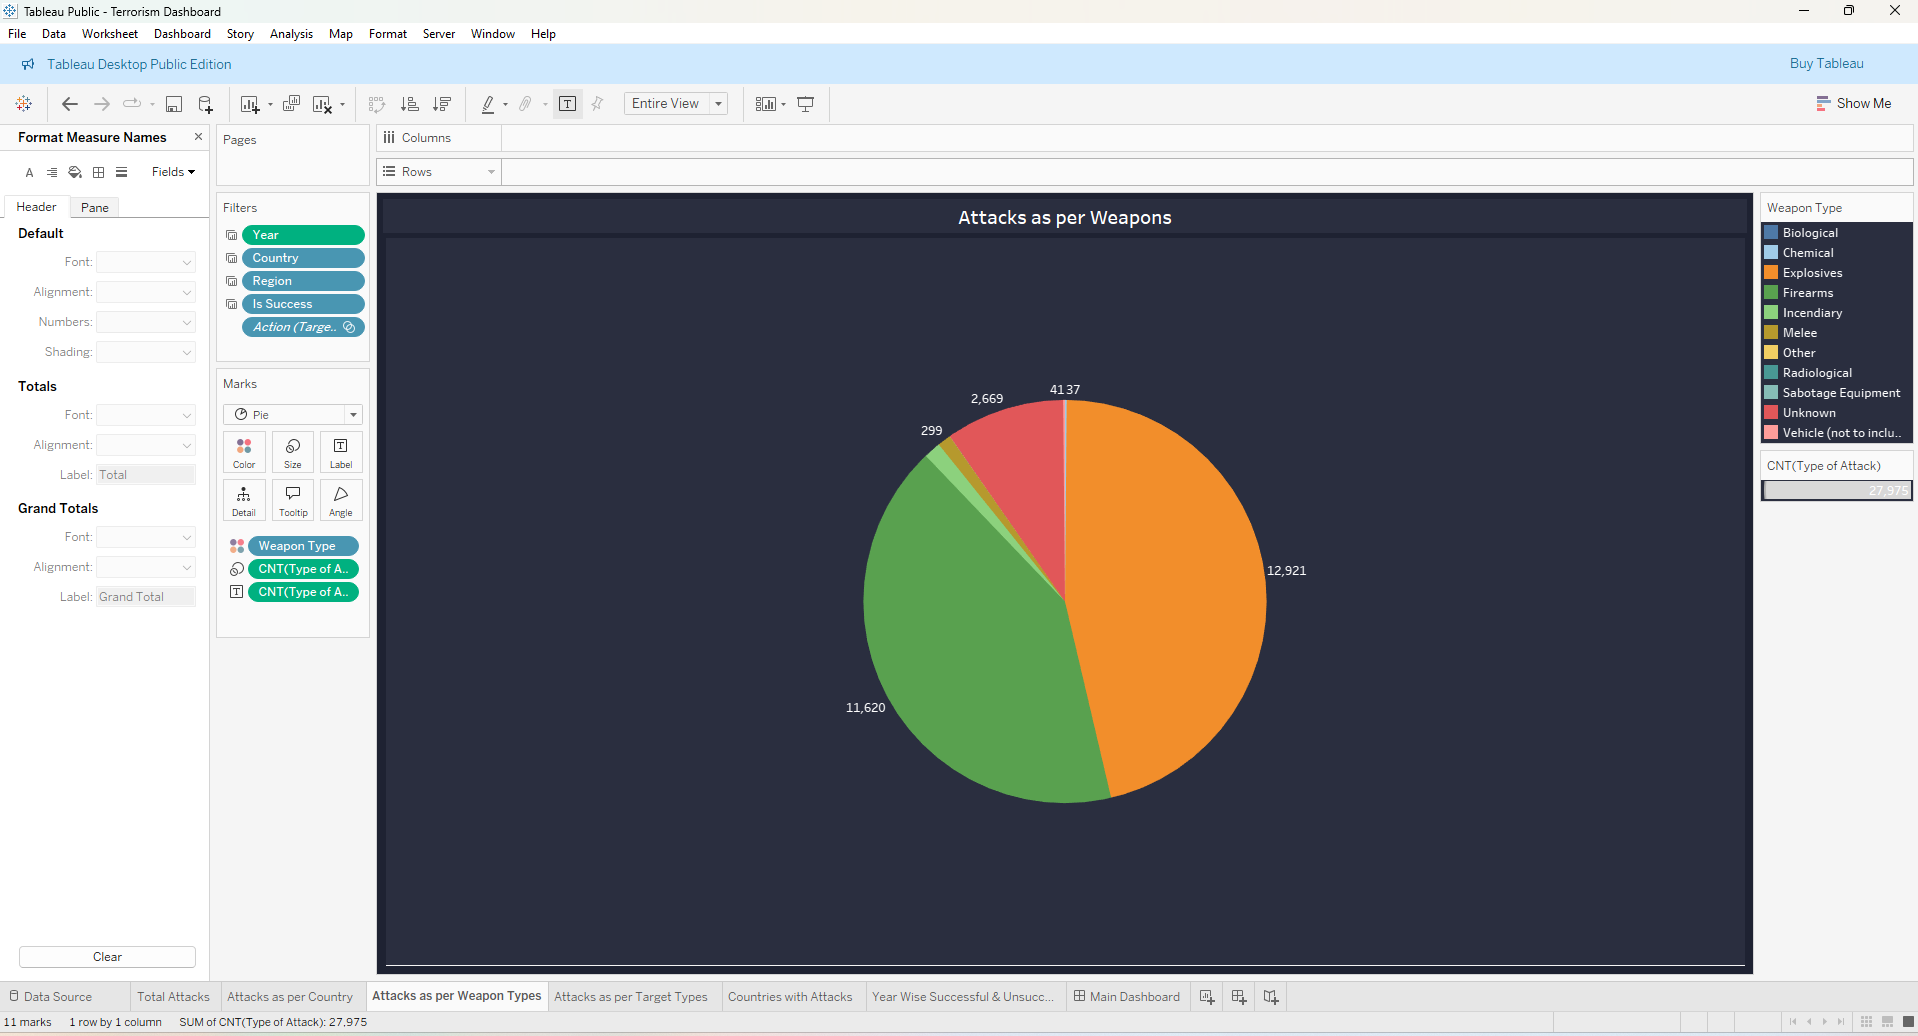 Tableau Public - Terrorism Dashboard
File Data Worksheet Dashboard Story Analysis Map Format Server Window Help
Tableau Desktop Public Edition
Buy Tableau
Entire View
Show Me
Format Measure Names
Fields
Header
Pane
Default
Font:
Alignment:
Numbers:
Shading:
Totals
Font:
Alignment:
Label: Total
Grand Totals
Font:
Alignment:
Label: Grand Total
Clear
Pages
Filters
Year
Country
Region
Is Success
Action (Targe..
Marks
Pie
Color
Size
Label
Detail
Tooltip
Angle
Weapon Type
CNT(Type of A..
CNT(Type of A..
Columns
Rows
Attacks as per Weapons
41 37
2,669
299
12,921
11,620
Weapon Type
Biological
Chemical
Explosives
Firearms
Incendiary
Melee
Other
Radiological
Sabotage Equipment
Unknown
Vehicle (not to inclu..
CNT(Type of Attack)
27,975
Data Source
Total Attacks
Attacks as per Country
Attacks as per Weapon Types
Attacks as per Target Types
Countries with Attacks
Year Wise Successful & Unsucc...
Main Dashboard
11 marks 1 row by 1 column SUM of CNT(Type of Attack): 27,975